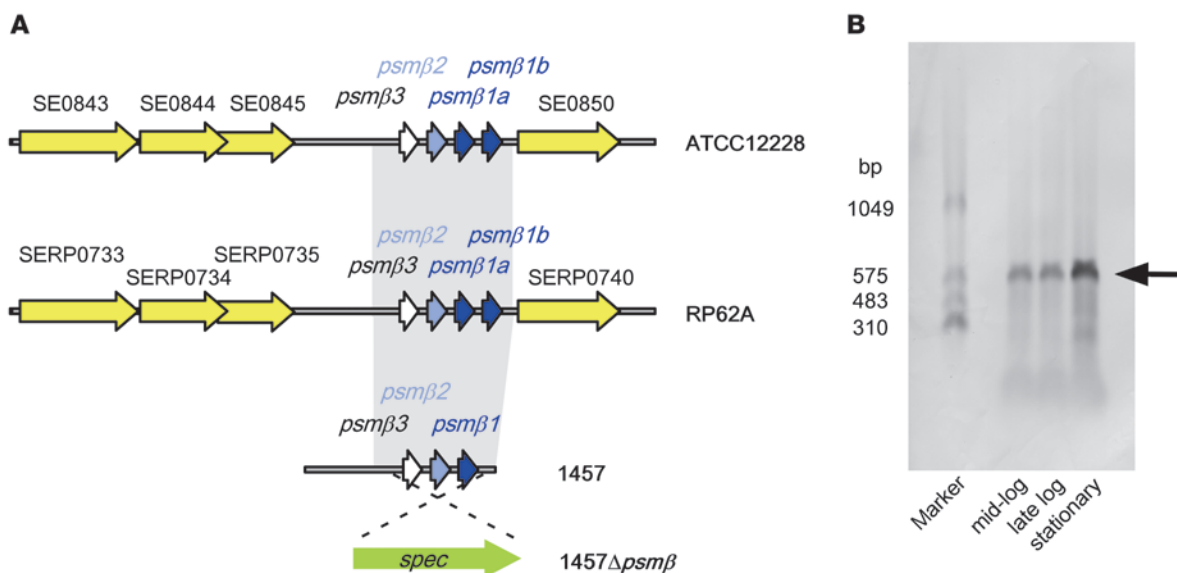 A
psmβ2 psmβ1b
SE0843 SE0844 SE0845 psmβ3 psmβ1a SE0850
ATCC12228
psmβ2 psmβ1b
SERP0733 SERP0735
SERP0734 psmβ3 psmβ1a SERP0740
RP62A
psmβ2
psmβ3 psmβ1
1457
spec 1457Δpsmβ
B
bp
1049
575
483
310
Marker mid-log late log stationary